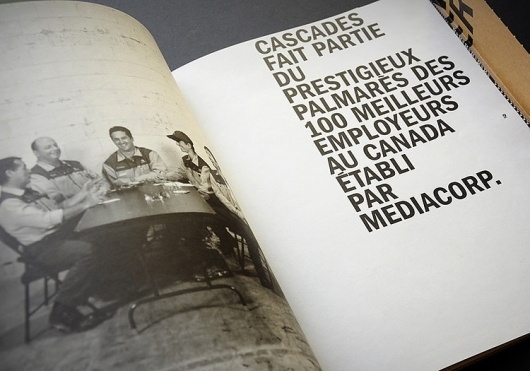 CASCADES
FAIT PARTIE
DU
PRESTIGIEUX
PALMARÈS DES
100 MEILLEURS
EMPLOYEURS
AU CANADA
ÉTABLI
PAR
MEDIACORP.